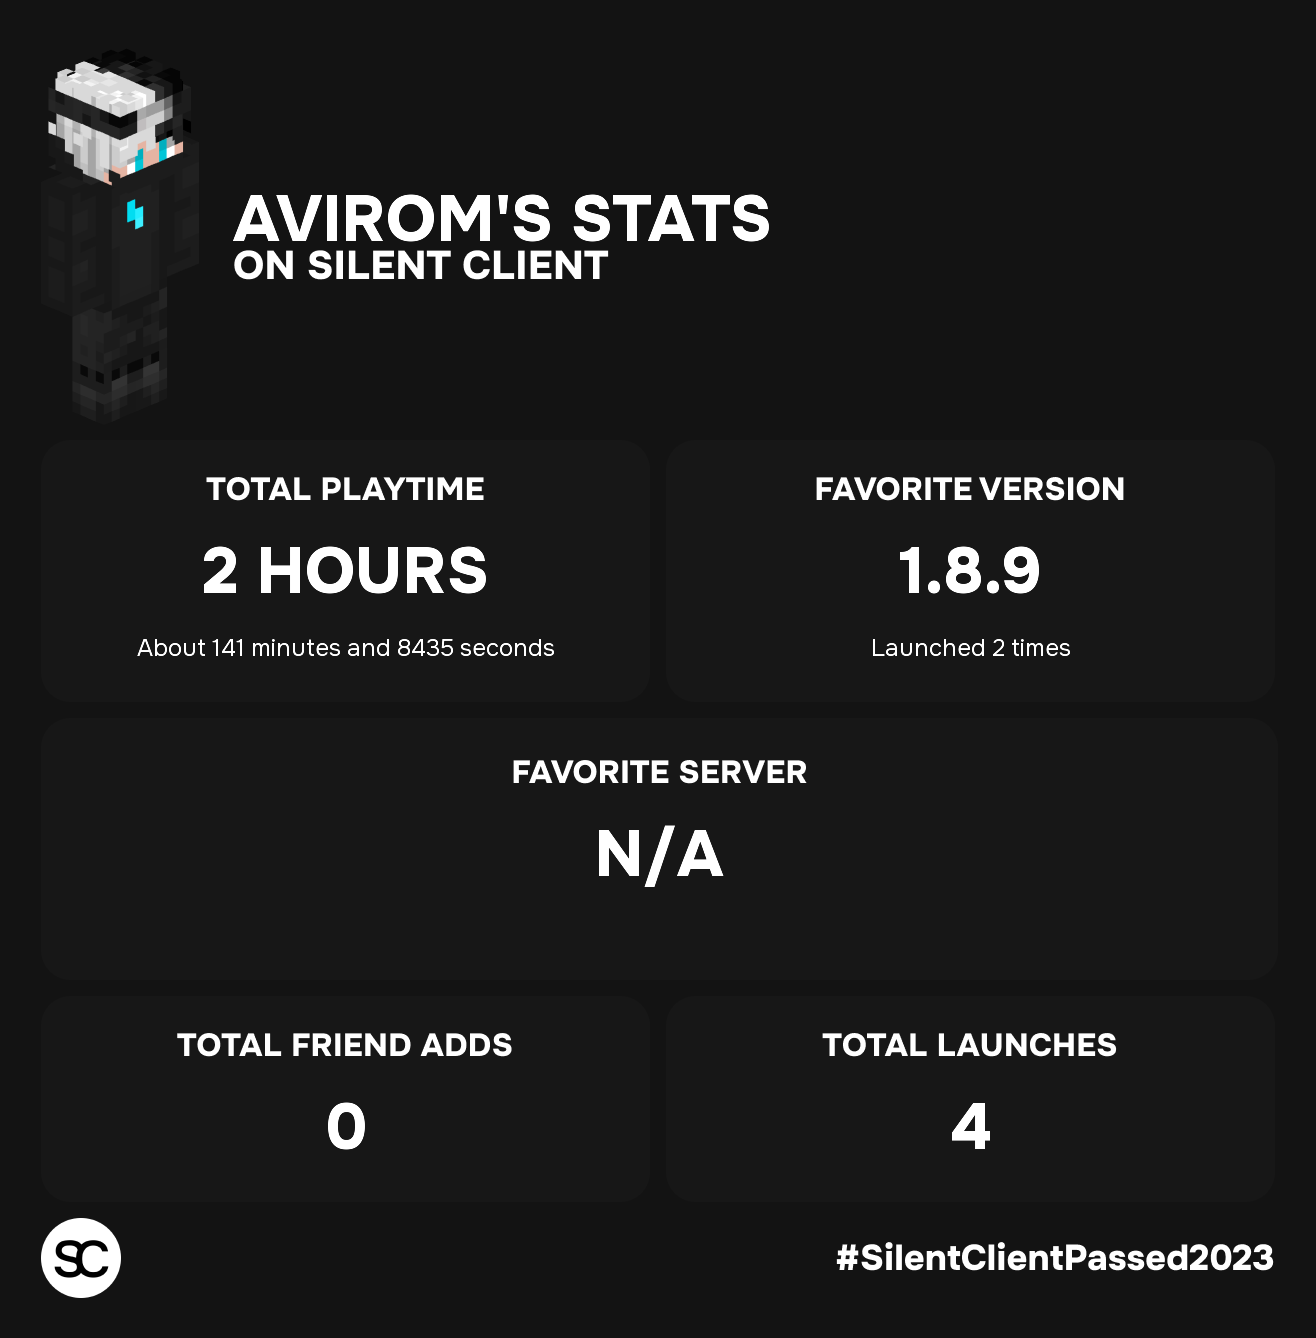 AVIROM'S STATS
ON SILENT CLIENT
TOTAL PLAYTIME
2 HOURS
About 141 minutes and 8435 seconds
FAVORITE VERSION
1.8.9
Launched 2 times
FAVORITE SERVER
N/A
TOTAL FRIEND ADDS
0
TOTAL LAUNCHES
4
SC
#SilentClientPassed2023